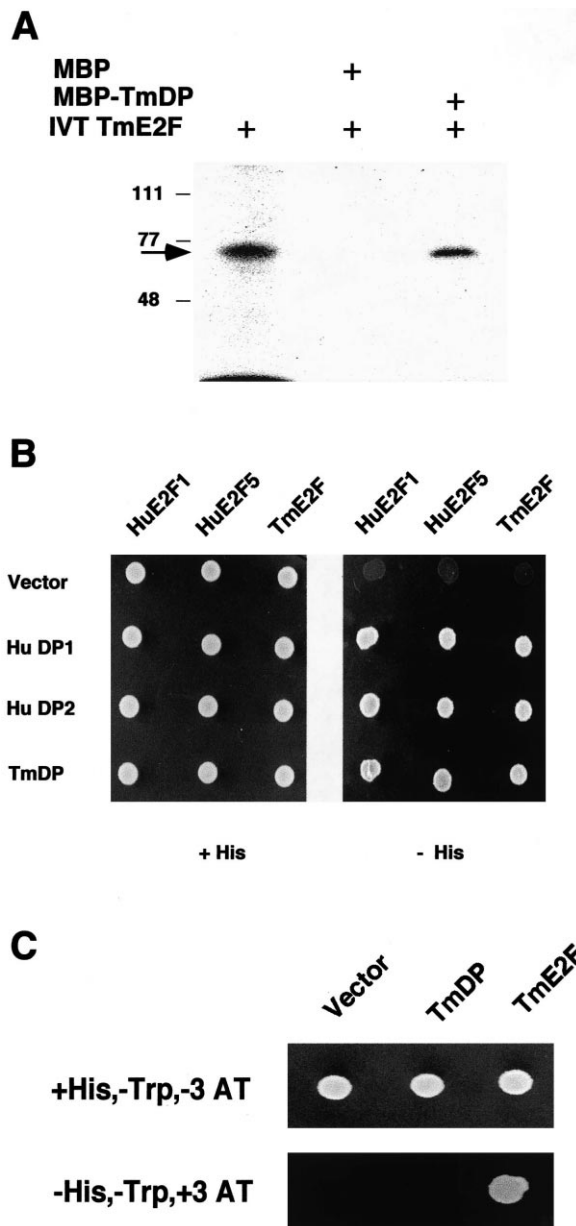 A
MBP +
MBP-TmDP +
IVT TmE2F + + +
111 –
77 –
48 –
B
HuE2F1 HuE2F5 TmE2F HuE2F1 HuE2F5 TmE2F
Vector
Hu DP1
Hu DP2
TmDP
+ His - His
C
Vector TmDP TmE2F
+His,-Trp,-3 AT
-His,-Trp,+3 AT